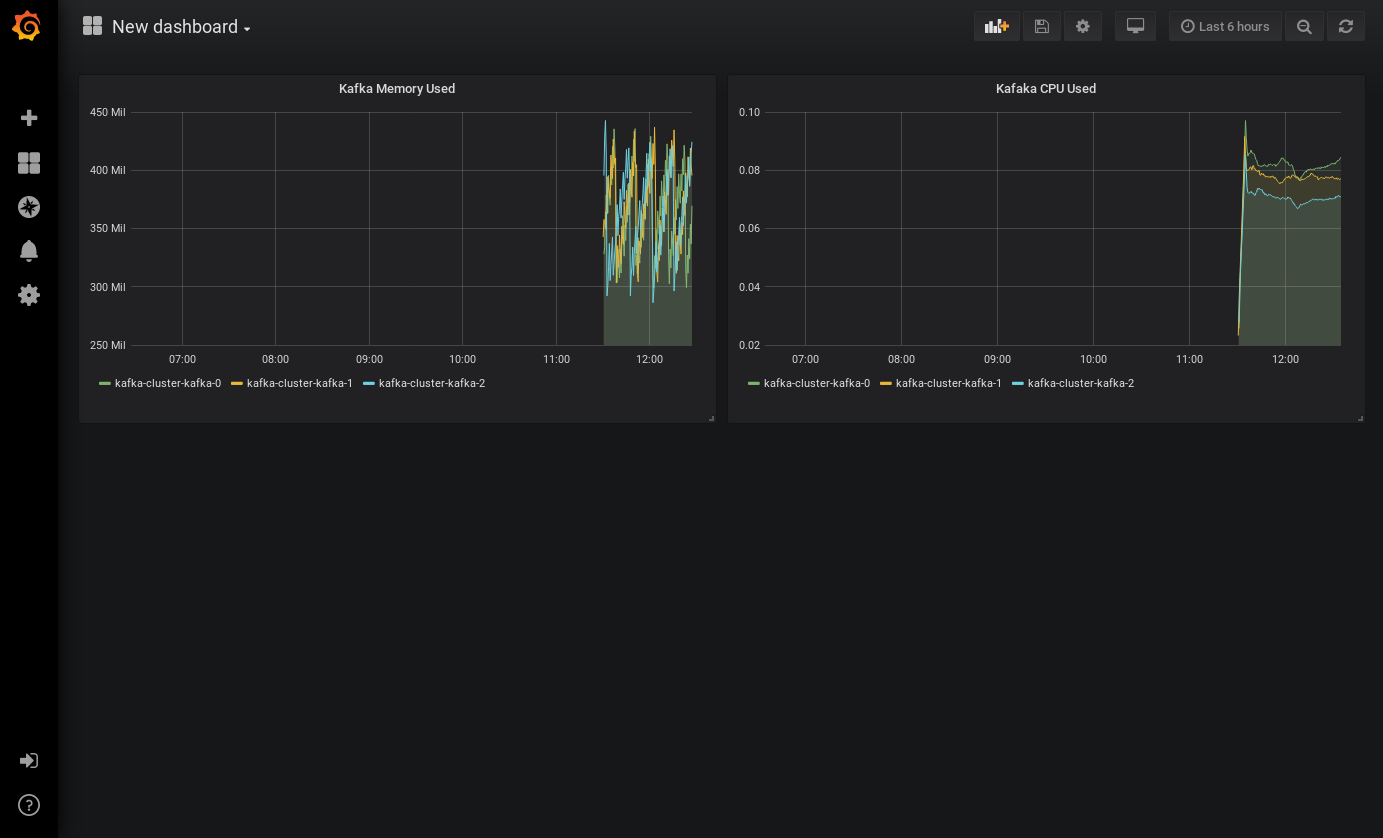 New dashboard
Last 6 hours
Kafka Memory Used
450 Mil
400 Mil
350 Mil
300 Mil
250 Mil
07:00 08:00 09:00 10:00 11:00 12:00
kafka-cluster-kafka-0 kafka-cluster-kafka-1 kafka-cluster-kafka-2
Kafaka CPU Used
0.10
0.08
0.06
0.04
0.02
07:00 08:00 09:00 10:00 11:00 12:00
kafka-cluster-kafka-0 kafka-cluster-kafka-1 kafka-cluster-kafka-2
?